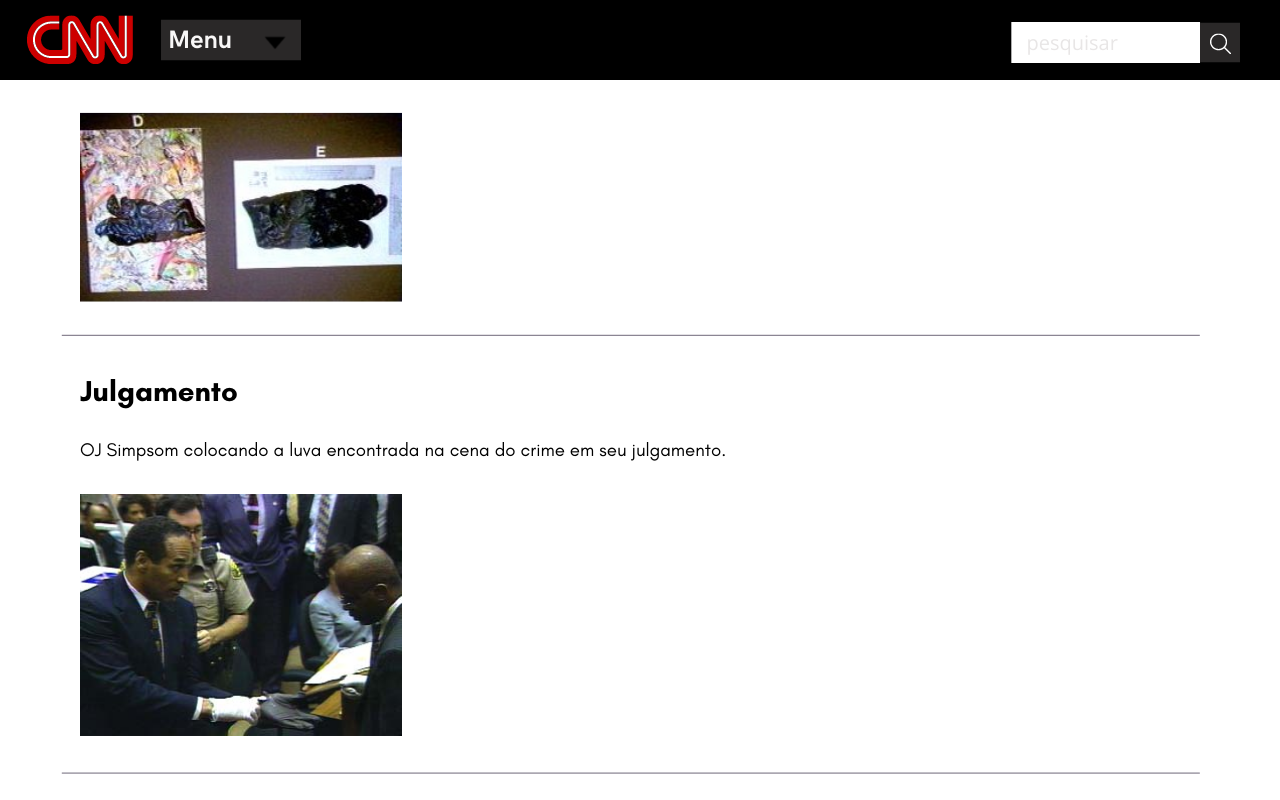 CNN
Menu
pesquisar
D
E
Julgamento
OJ Simpsom colocando a luva encontrada na cena do crime em seu julgamento.